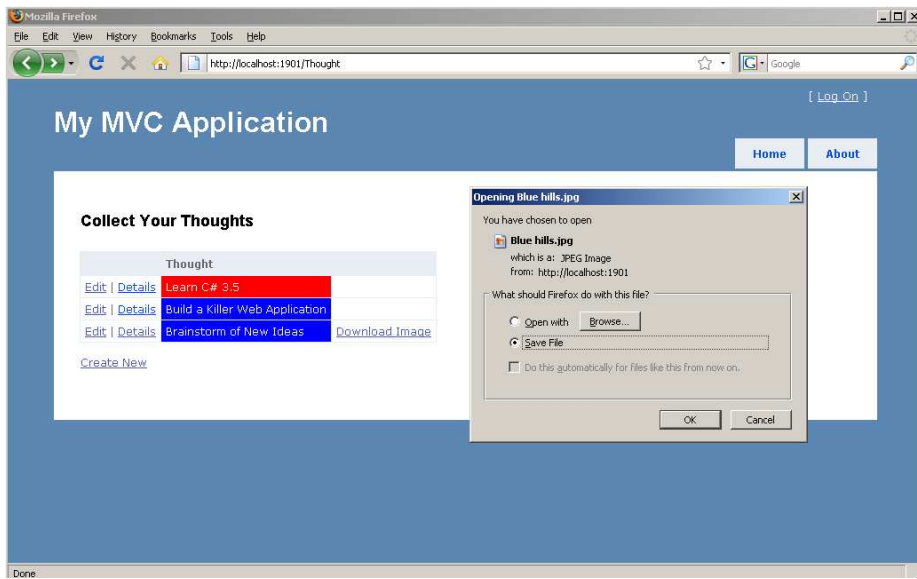 Mozilla Firefox
File Edit View History Bookmarks Tools Help
http://localhost:1901/Thought
G Google
[ Log On ]
My MVC Application
Home About
Collect Your Thoughts
Thought
Edit | Details Learn C# 3.5
Edit | Details Build a Killer Web Application
Edit | Details Brainstorm of New Ideas Download Image
Create New
Opening Blue hills.jpg
You have chosen to open
Blue hills.jpg
which is a: JPEG Image
from: http://localhost:1901
What should Firefox do with this file?
Open with Browse...
Save File
Do this automatically for files like this from now on.
OK Cancel
Done